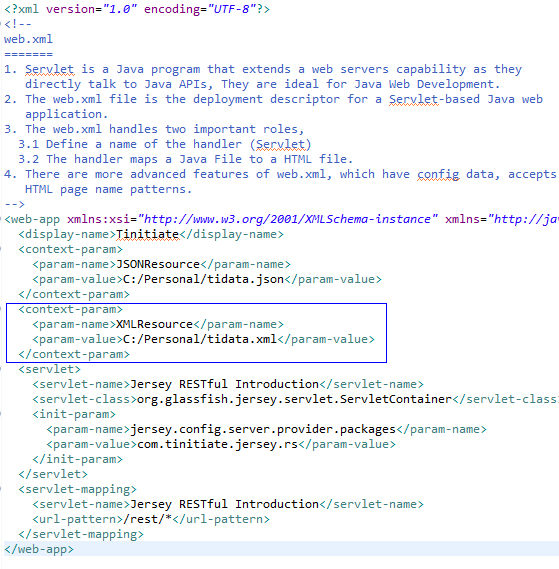 <?xml version="1.0" encoding="UTF-8"?>
<!--
web.xml
=======
1. Servlet is a Java program that extends a web servers capability as they
   directly talk to Java APIs, They are ideal for Java Web Development.
2. The web.xml file is the deployment descriptor for a Servlet-based Java web
   application.
3. The web.xml handles two important roles,
  3.1 Define a name of the handler (Servlet)
  3.2 The handler maps a Java File to a HTML file.
4. There are more advanced features of web.xml, which have config data, accepts
   HTML page name patterns.
-->
<web-app xmlns:xsi="http://www.w3.org/2001/XMLSchema-instance" xmlns="http://ja
  <display-name>Tinitiate</display-name>
  <context-param>
    <param-name>JSONResource</param-name>
    <param-value>C:/Personal/tidata.json</param-value>
  </context-param>
  <context-param>
    <param-name>XMLResource</param-name>
    <param-value>C:/Personal/tidata.xml</param-value>
  </context-param>
  <servlet>
    <servlet-name>Jersey RESTful Introduction</servlet-name>
    <servlet-class>org.glassfish.jersey.servlet.ServletContainer</servlet-class>
    <init-param>
      <param-name>jersey.config.server.provider.packages</param-name>
      <param-value>com.tinitiate.jersey.rs</param-value>
    </init-param>
  </servlet>
  <servlet-mapping>
    <servlet-name>Jersey RESTful Introduction</servlet-name>
    <url-pattern>/rest/*</url-pattern>
  </servlet-mapping>
</web-app>